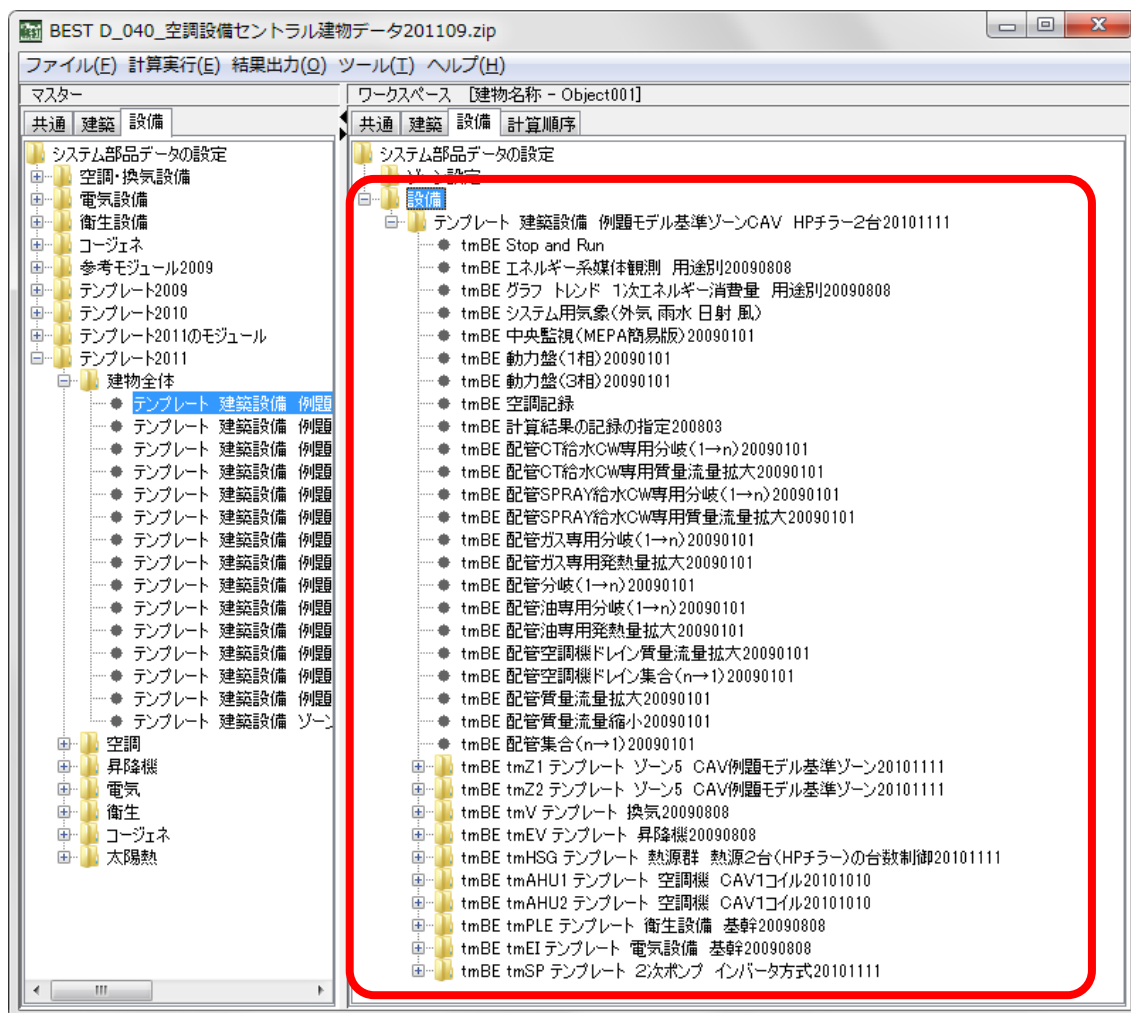 BEST D_040_空調設備セントラル建物データ201109.zip
ファイル(F) 計算実行(E) 結果出力(O) ツール(T) ヘルプ(H)
マスター
共通 建築 設備
システム部品データの設定
空調・換気設備
電気設備
衛生設備
コージェネ
参考モジュール2009
テンプレート2009
テンプレート2010
テンプレート2011のモジュール
テンプレート2011
建物全体
テンプレート 建築設備 例題
テンプレート 建築設備 例題
テンプレート 建築設備 例題
テンプレート 建築設備 例題
テンプレート 建築設備 例題
テンプレート 建築設備 例題
テンプレート 建築設備 例題
テンプレート 建築設備 例題
テンプレート 建築設備 例題
テンプレート 建築設備 例題
テンプレート 建築設備 例題
テンプレート 建築設備 例題
テンプレート 建築設備 例題
テンプレート 建築設備 例題
テンプレート 建築設備 ゾーン
空調
昇降機
電気
衛生
コージェネ
太陽熱
ワークスペース [建物名称 - Object001]
共通 建築 設備 計算順序
システム部品データの設定
ゾーン設定
設備
テンプレート 建築設備 例題モデル基準ゾーンCAV HPチラー2台20101111
tmBE Stop and Run
tmBE エネルギー系媒体観測 用途別20090808
tmBE グラフ トレンド 1次エネルギー消費量 用途別20090808
tmBE システム用気象(外気 雨水 日射 風)
tmBE 中央監視(MEPA簡易版)20090101
tmBE 動力盤(1相)20090101
tmBE 動力盤(3相)20090101
tmBE 空調記録
tmBE 計算結果の記録の指定200803
tmBE 配管CT給水CW専用分岐(1→n)20090101
tmBE 配管CT給水CW専用質量流量拡大20090101
tmBE 配管SPRAY給水CW専用分岐(1→n)20090101
tmBE 配管SPRAY給水CW専用質量流量拡大20090101
tmBE 配管ガス専用分岐(1→n)20090101
tmBE 配管ガス専用発熱量拡大20090101
tmBE 配管分岐(1→n)20090101
tmBE 配管油専用分岐(1→n)20090101
tmBE 配管油専用発熱量拡大20090101
tmBE 配管空調機ドレイン質量流量拡大20090101
tmBE 配管空調機ドレイン集合(n→1)20090101
tmBE 配管質量流量拡大20090101
tmBE 配管質量流量縮小20090101
tmBE 配管集合(n→1)20090101
tmBE tmZ1 テンプレート ゾーン5 CAV例題モデル基準ゾーン20101111
tmBE tmZ2 テンプレート ゾーン5 CAV例題モデル基準ゾーン20101111
tmBE tmV テンプレート 換気20090808
tmBE tmEV テンプレート 昇降機20090808
tmBE tmHSG テンプレート 熱源群 熱源2台(HPチラー)の台数制御20101111
tmBE tmAHU1 テンプレート 空調機 CAV1コイル20101010
tmBE tmAHU2 テンプレート 空調機 CAV1コイル20101010
tmBE tmPLE テンプレート 衛生設備 基幹20090808
tmBE tmEI テンプレート 電気設備 基幹20090808
tmBE tmSP テンプレート 2次ポンプ インバータ方式20101111